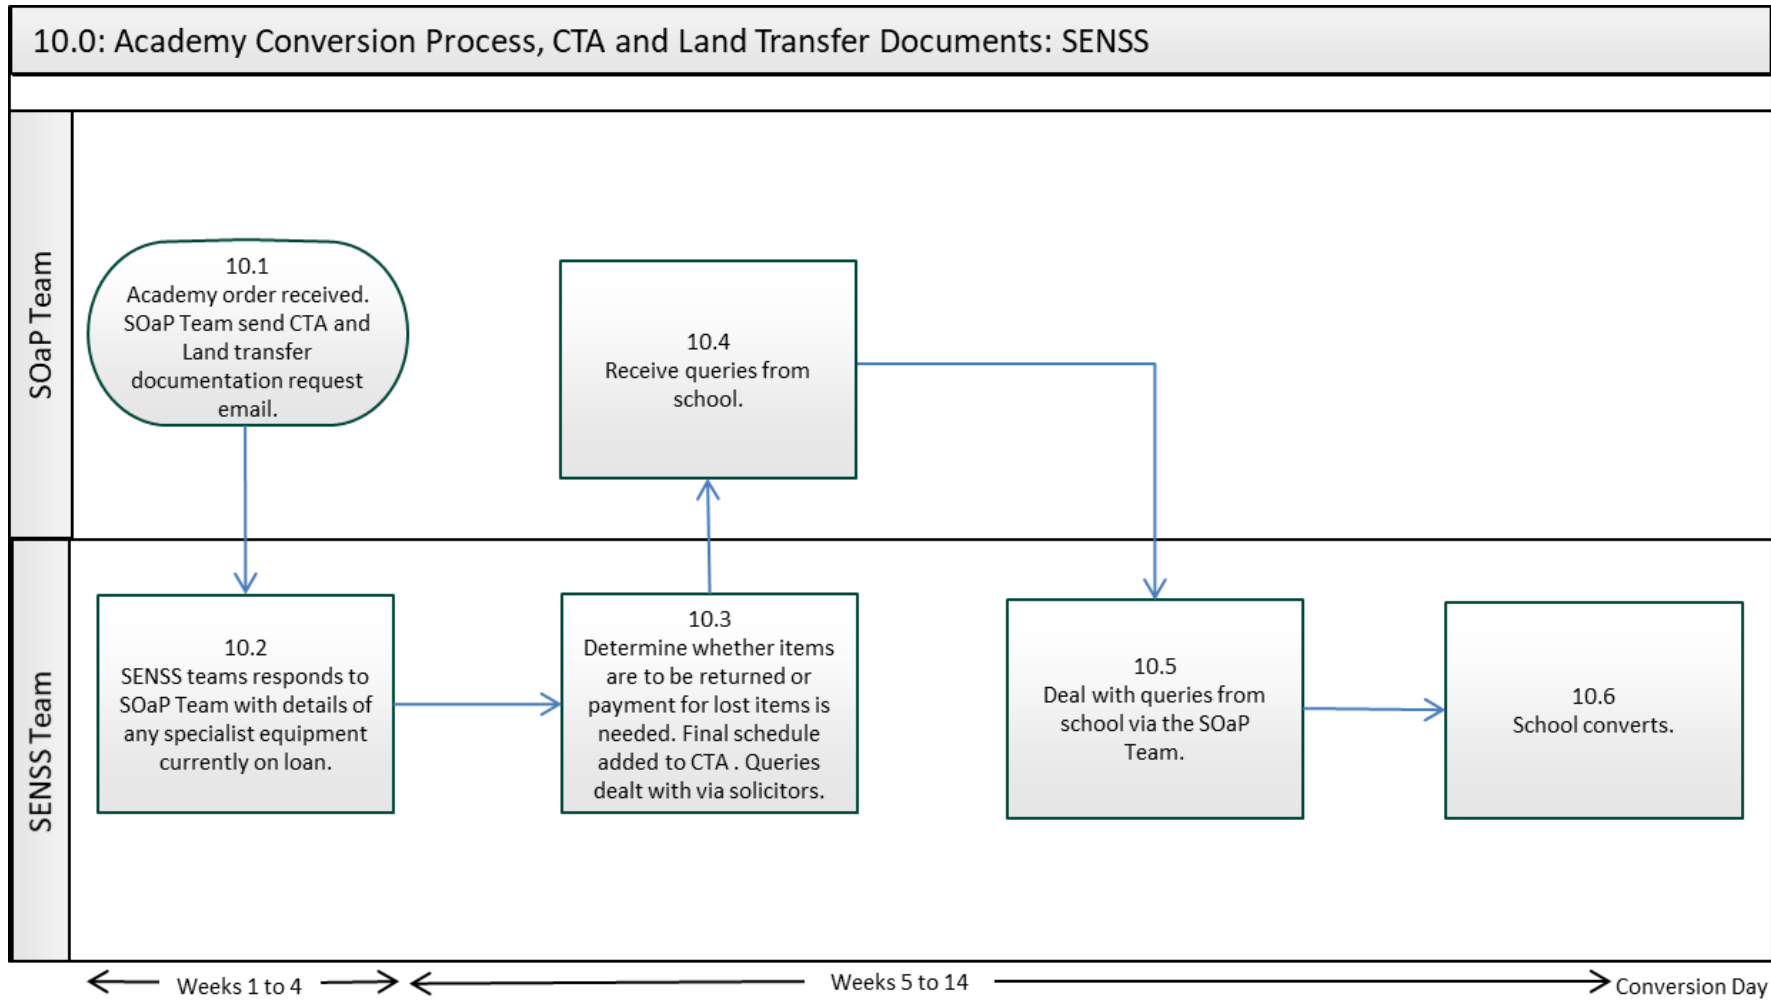 10.0: Academy Conversion Process, CTA and Land Transfer Documents: SENSS
SOaP Team
10.1
Academy order received.
SOaP Team send CTA and
Land transfer
documentation request
email.
10.4
Receive queries from
school.
SENSS Team
10.2
SENSS teams responds to
SOaP Team with details of
any specialist equipment
currently on loan.
10.3
Determine whether items
are to be returned or
payment for lost items is
needed. Final schedule
added to CTA . Queries
dealt with via solicitors.
10.5
Deal with queries from
school via the SOaP
Team.
10.6
School converts.
Weeks 1 to 4
Weeks 5 to 14
Conversion Day